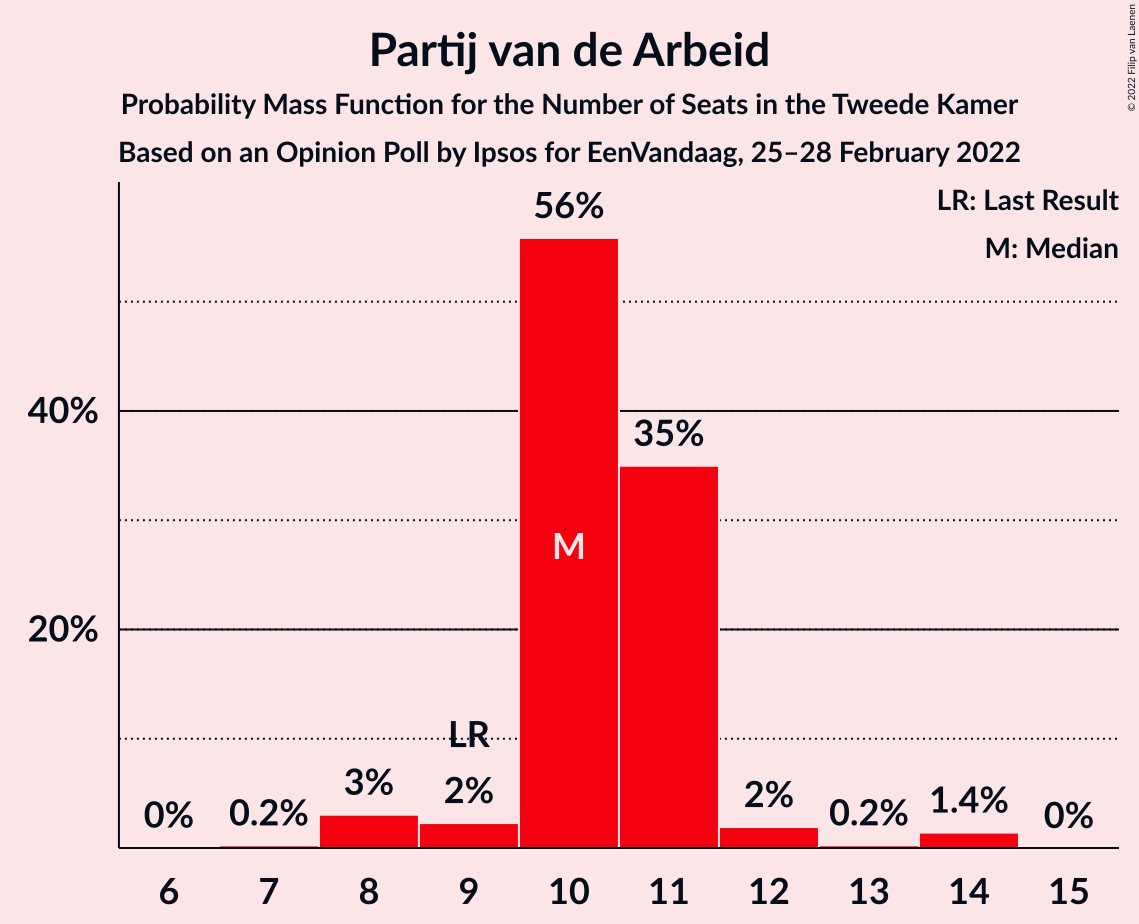 Partij van de Arbeid
Probability Mass Function for the Number of Seats in the Tweede Kamer
Based on an Opinion Poll by Ipsos for EenVandaag, 25–28 February 2022
© 2022 Filip van Laenen
LR: Last Result
M: Median
56%
40%
35%
M
20%
LR
0%
0.2%
3%
2%
2%
0.2%
1.4%
0%
6 7 8 9 10 11 12 13 14 15